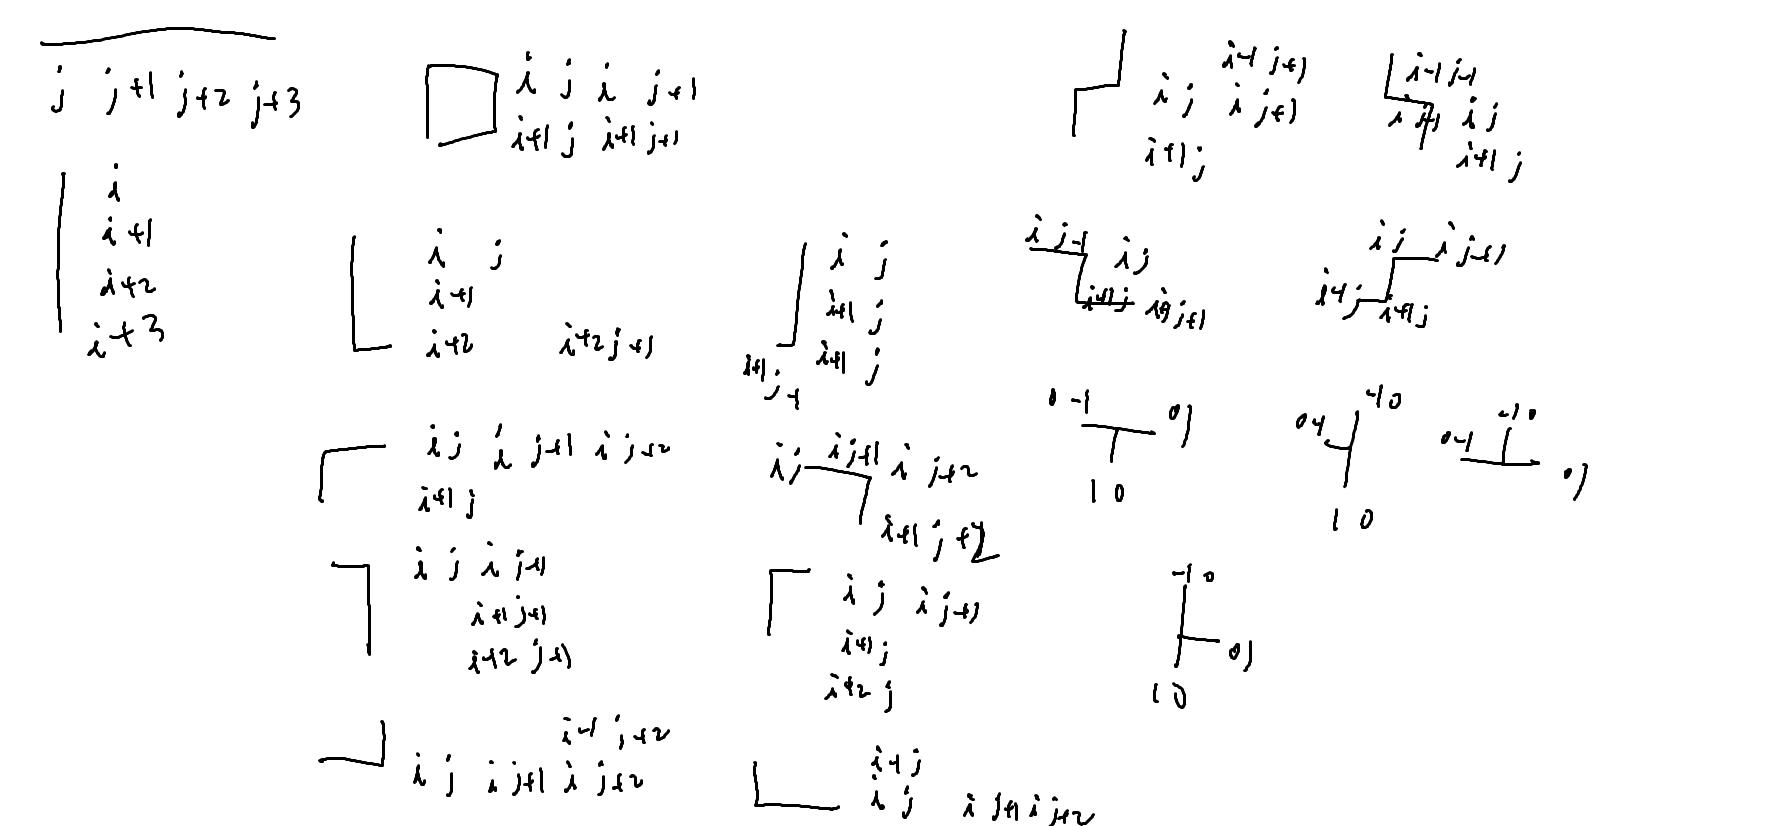 j j+1 j+2 j+3
i
i+1
i+2
i+3
i j i j+1
i+1 j i+1 j+1
i j
i+1
i+2 i+2 j+1
i j i j+1 i j+2
i+1 j
i j i j+1
i+1 j+1
i+2 j+1
i-1 j+2
i j i j+1 i j+2
i j
i+1 j
i+1 j
i+1 j-1
i j i j+1 i j+2
i+1 j+2
i j i j+1
i+1 j
i+2 j
i-1 j
i j i j+1 i j+2
i-1 j+1
i j i j+1
i+1 j
i-1 j-1
i j-1 i j
i+1 j
i j-1 i j
i+1 j i+1 j+1
i j i j+1
i+1 j i+1 j
0 -1 0 1
1 0
-1 0
0 -1
1 0
-1 0
0 -1 0 1
-1 0
0 1
1 0